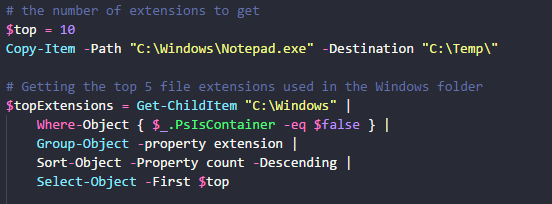 # the number of extensions to get
$top = 10
Copy-Item -Path "C:\Windows\Notepad.exe" -Destination "C:\Temp\"

# Getting the top 5 file extensions used in the Windows folder
$topExtensions = Get-ChildItem "C:\Windows" |
    Where-Object { $_.PsIsContainer -eq $false } |
    Group-Object -property extension |
    Sort-Object -Property count -Descending |
    Select-Object -First $top